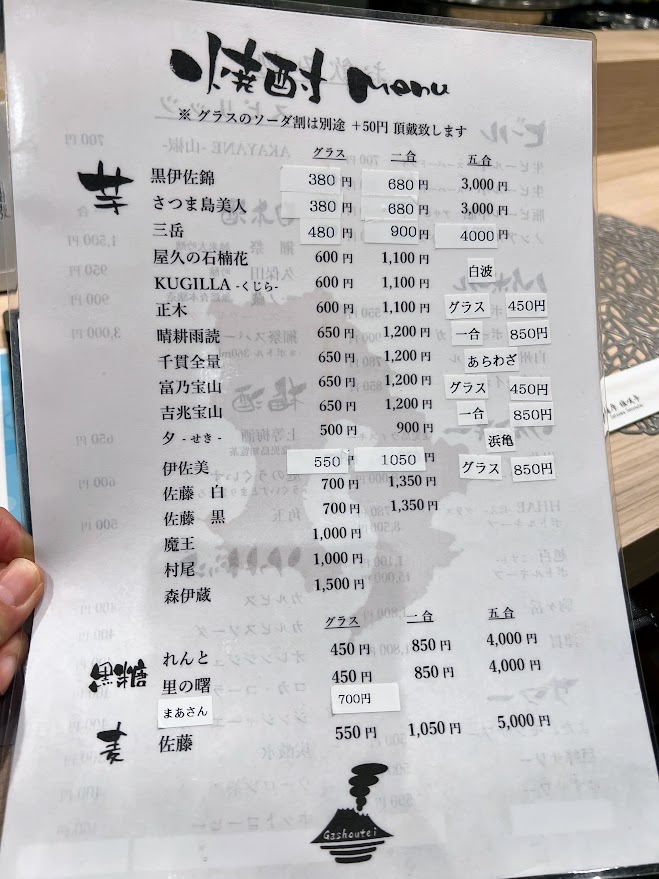 焼酎 Menu
※ グラスのソーダ割は別途 +50円 頂戴致します
芋
グラス 二合 五合
黒伊佐錦 380円 680円 3,000円
さつま島美人 380円 680円 3,000円
三岳 480円 900円 4000円
屋久の石楠花 600円 1,100円
白波
KUGILLA -くじら- 600円 1,100円
正木 600円 1,100円
グラス 450円
晴耕雨読 650円 1,200円
一合 850円
千貫全量 650円 1,200円
あらわざ
富乃宝山 650円 1,200円
グラス 450円
吉兆宝山 650円 1,200円
一合 850円
夕 -せき- 500円 900円
浜亀
伊佐美 550円 1050円
グラス 850円
佐藤 白 700円 1,350円
佐藤 黒 700円 1,350円
魔王 1,000円
村尾 1,000円
森伊蔵 1,500円
グラス 一合 五合
黒糖
れんと 450円 850円 4,000円
里の曙 450円 850円 4,000円
まあさん 700円
麦
佐藤 550円 1,050円 5,000円
G3shoutei